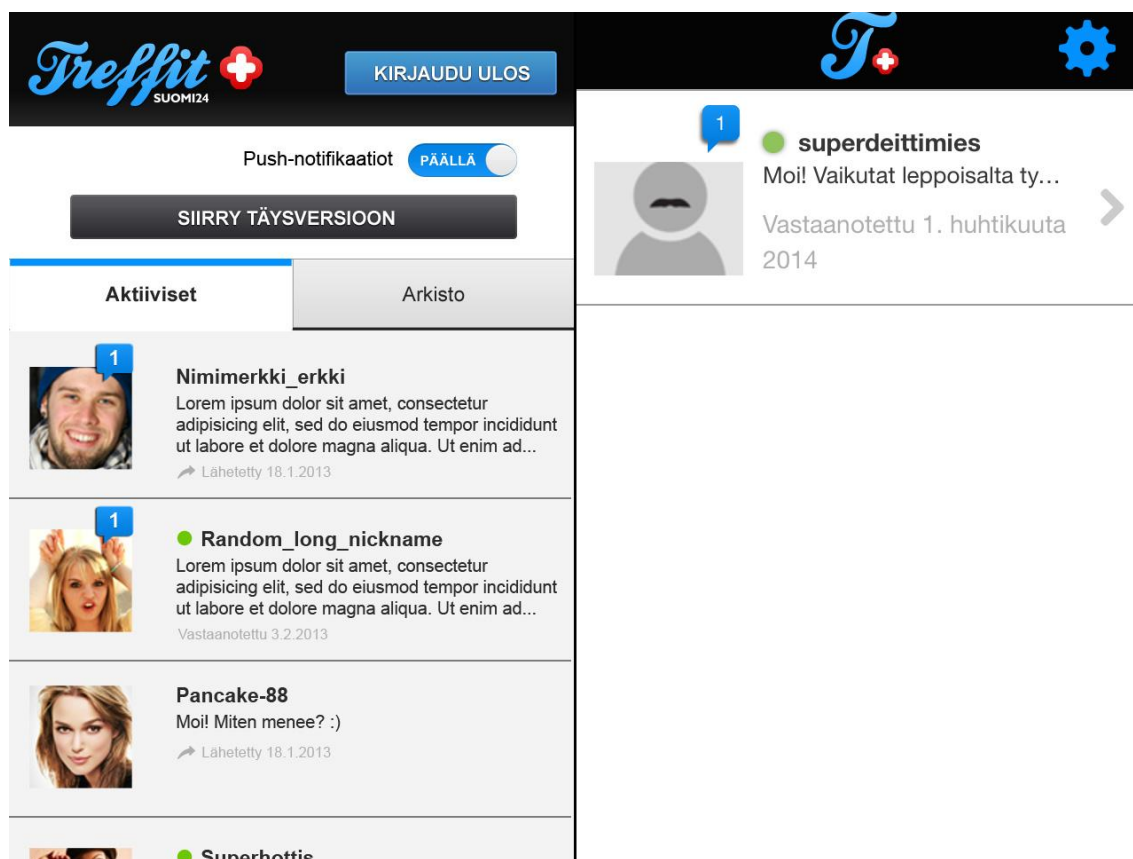 Treffit
SUOMI24
KIRJAUDU ULOS
Push-notifikaatiot PÄÄLLÄ
SIIRRY TÄYSVERSIOON
Aktiiviset Arkisto
1
Nimimerkki_erkki
Lorem ipsum dolor sit amet, consectetur
adipisicing elit, sed do eiusmod tempor incididunt
ut labore et dolore magna aliqua. Ut enim ad...
Lähetetty 18.1.2013
1
Random_long_nickname
Lorem ipsum dolor sit amet, consectetur
adipisicing elit, sed do eiusmod tempor incididunt
ut labore et dolore magna aliqua. Ut enim ad...
Vastaanotettu 3.2.2013
Pancake-88
Moi! Miten menee? :)
Lähetetty 18.1.2013
Superhottis
T
1
superdeittimies
Moi! Vaikutat leppoisalta ty...
Vastaanotettu 1. huhtikuuta
2014